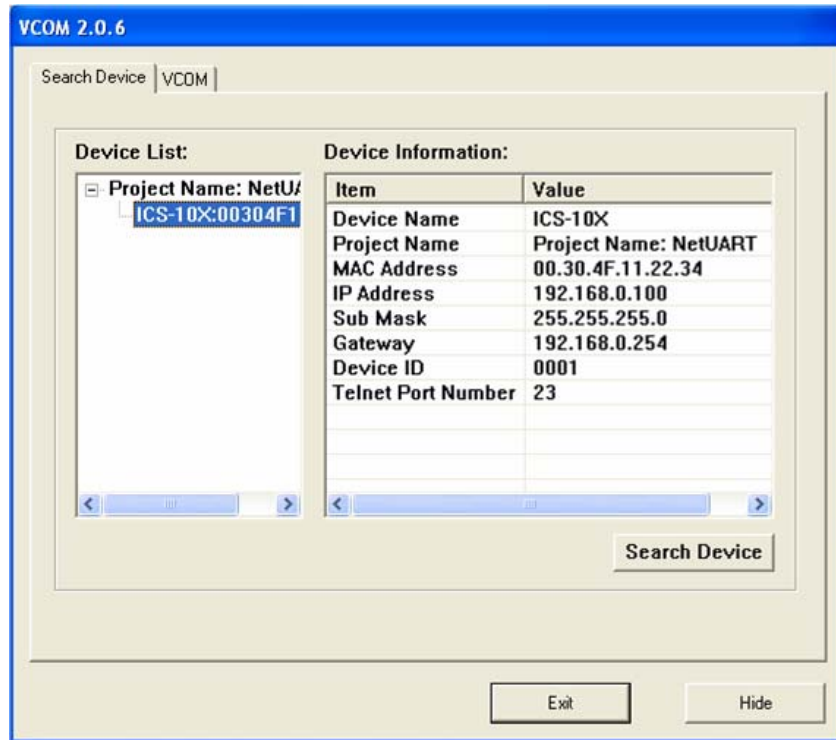 VCOM 2.0.6
Search Device VCOM
Device List:
Project Name: NetUA
ICS-10X:00304F1
Device Information:
Item Value
Device Name ICS-10X
Project Name Project Name: NetUART
MAC Address 00.30.4F.11.22.34
IP Address 192.168.0.100
Sub Mask 255.255.255.0
Gateway 192.168.0.254
Device ID 0001
Telnet Port Number 23
Search Device
Exit Hide